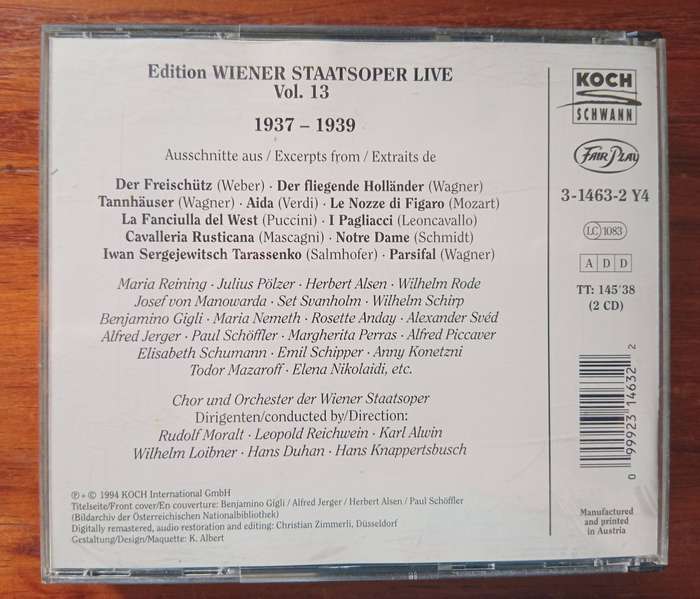 Edition WIENER STAATSOPER LIVE
Vol. 13
1937 – 1939
Ausschnitte aus / Excerpts from / Extraits de
Der Freischütz (Weber) · Der fliegende Holländer (Wagner)
Tannhäuser (Wagner) · Aida (Verdi) · Le Nozze di Figaro (Mozart)
La Fanciulla del West (Puccini) · I Pagliacci (Leoncavallo)
Cavalleria Rusticana (Mascagni) · Notre Dame (Schmidt)
Iwan Sergejewitsch Tarassenko (Salmhofer) · Parsifal (Wagner)
Maria Reining · Julius Pölzer · Herbert Alsen · Wilhelm Rode
Josef von Manowarda · Set Svanholm · Wilhelm Schirp
Benjamino Gigli · Maria Nemeth · Rosette Anday · Alexander Svéd
Alfred Jerger · Paul Schöffler · Margherita Perras · Alfred Piccaver
Elisabeth Schumann · Emil Schipper · Anny Konetzni
Todor Mazaroff · Elena Nikolaidi, etc.
Chor und Orchester der Wiener Staatsoper
Dirigenten/conducted by/Direction:
Rudolf Moralt · Leopold Reichwein · Karl Alwin
Wilhelm Loibner · Hans Duhan · Hans Knappertsbusch
℗ + © 1994 KOCH International GmbH
Titelseite/Front cover/En couverture: Benjamino Gigli / Alfred Jerger / Herbert Alsen / Paul Schöffler
(Bildarchiv der Österreichischen Nationalbibliothek)
Digitally remastered, audio restoration and editing: Christian Zimmerli, Düsseldorf
Gestaltung/Design/Maquette: K. Albert
KOCH
SCHWANN
FAIR PLAY
3-1463-2 Y4
LC 1083
A D D
TT: 145'38
(2 CD)
0 99923 14632 2
Manufactured
and printed
in Austria